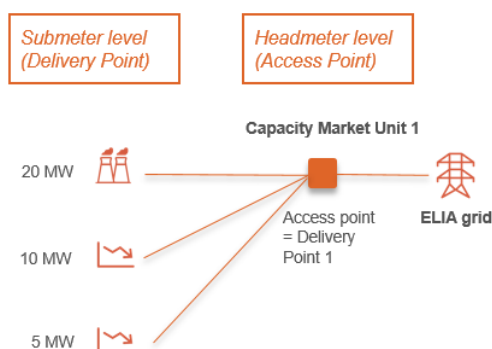 Submeter level
(Delivery Point)
Headmeter level
(Access Point)
Capacity Market Unit 1
20 MW
ELIA grid
Access point
= Delivery
Point 1
10 MW
5 MW